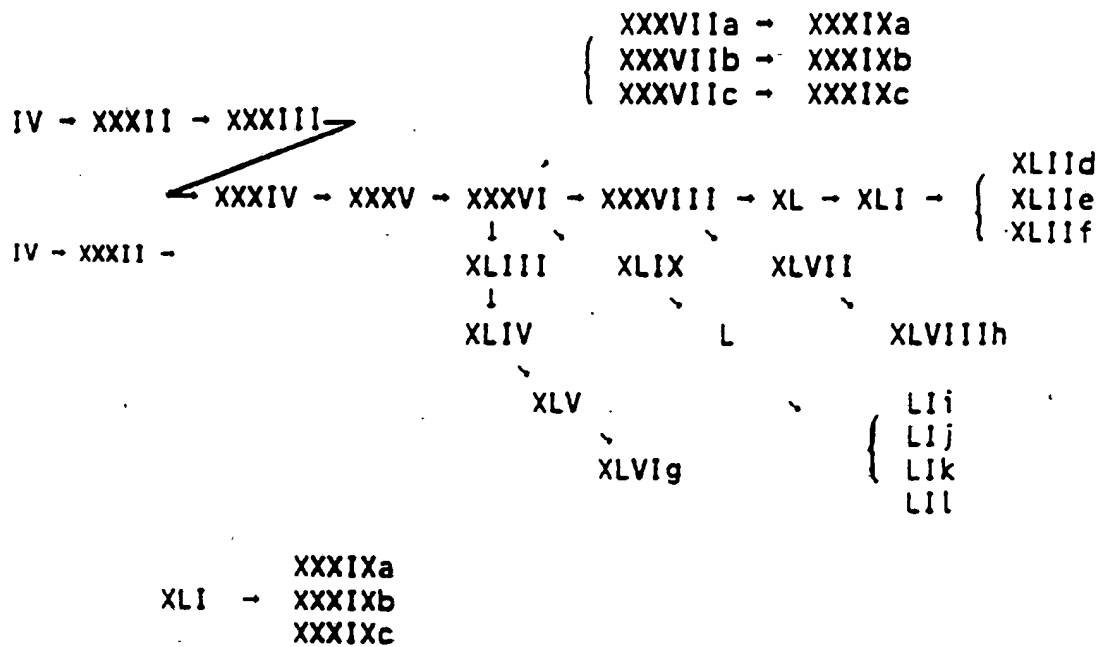 XXXVIIa → XXXIXa
XXXVIIb → XXXIXb
XXXVIIc → XXXIXc
IV → XXXII → XXXIII
→ XXXIV → XXXV → XXXVI → XXXVIII → XL → XLI →
XLIId
XLIIe
XLIIf
IV → XXXII →
XLIII XLIX XLVII
XLIV L XLVIIIh
XLV LIi
LIj
XLVIg LIk
LIl
XXXIXa
XLI → XXXIXb
XXXIXc